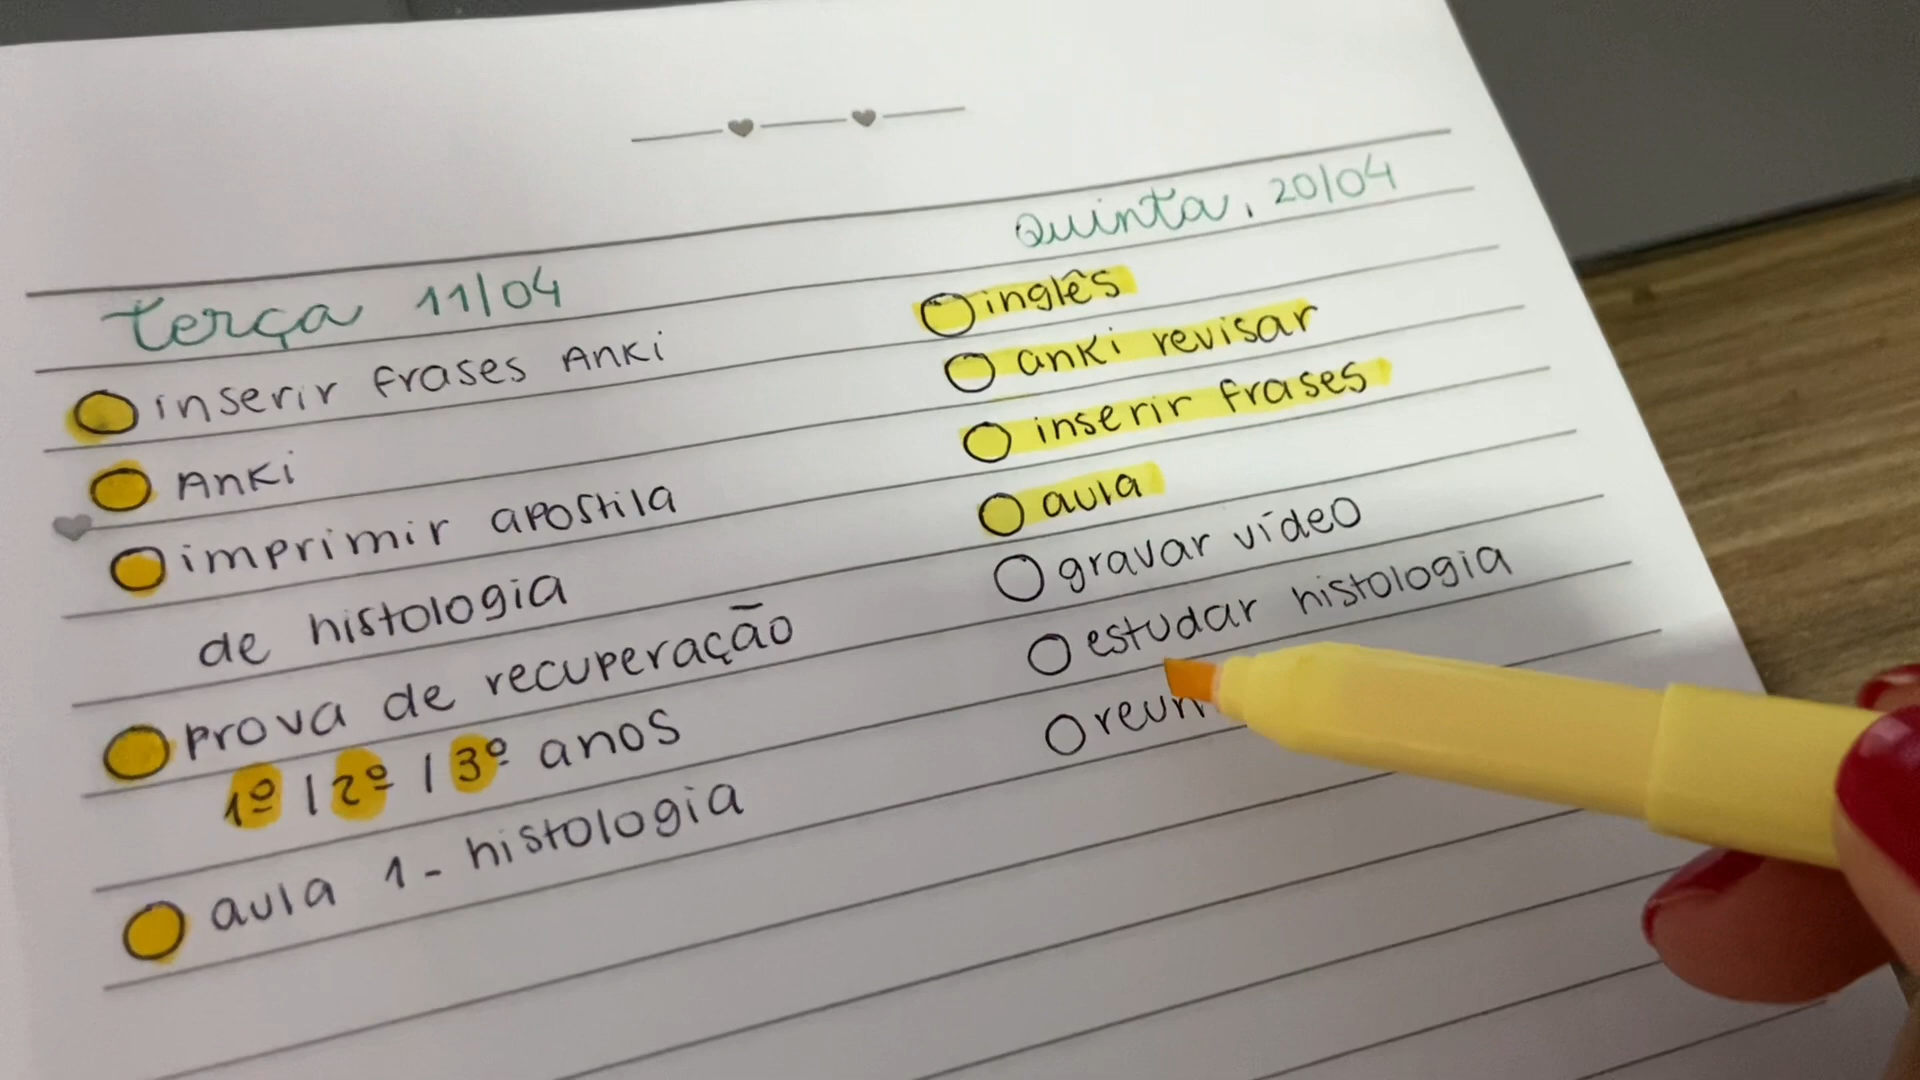 terça 11/04
inserir frases Anki
Anki
imprimir apostila
de histologia
prova de recuperação
1º / 2º / 3º anos
aula 1 - histologia
Quinta, 20/04
inglês
anki revisar
inserir frases
aula
gravar vídeo
estudar histologia